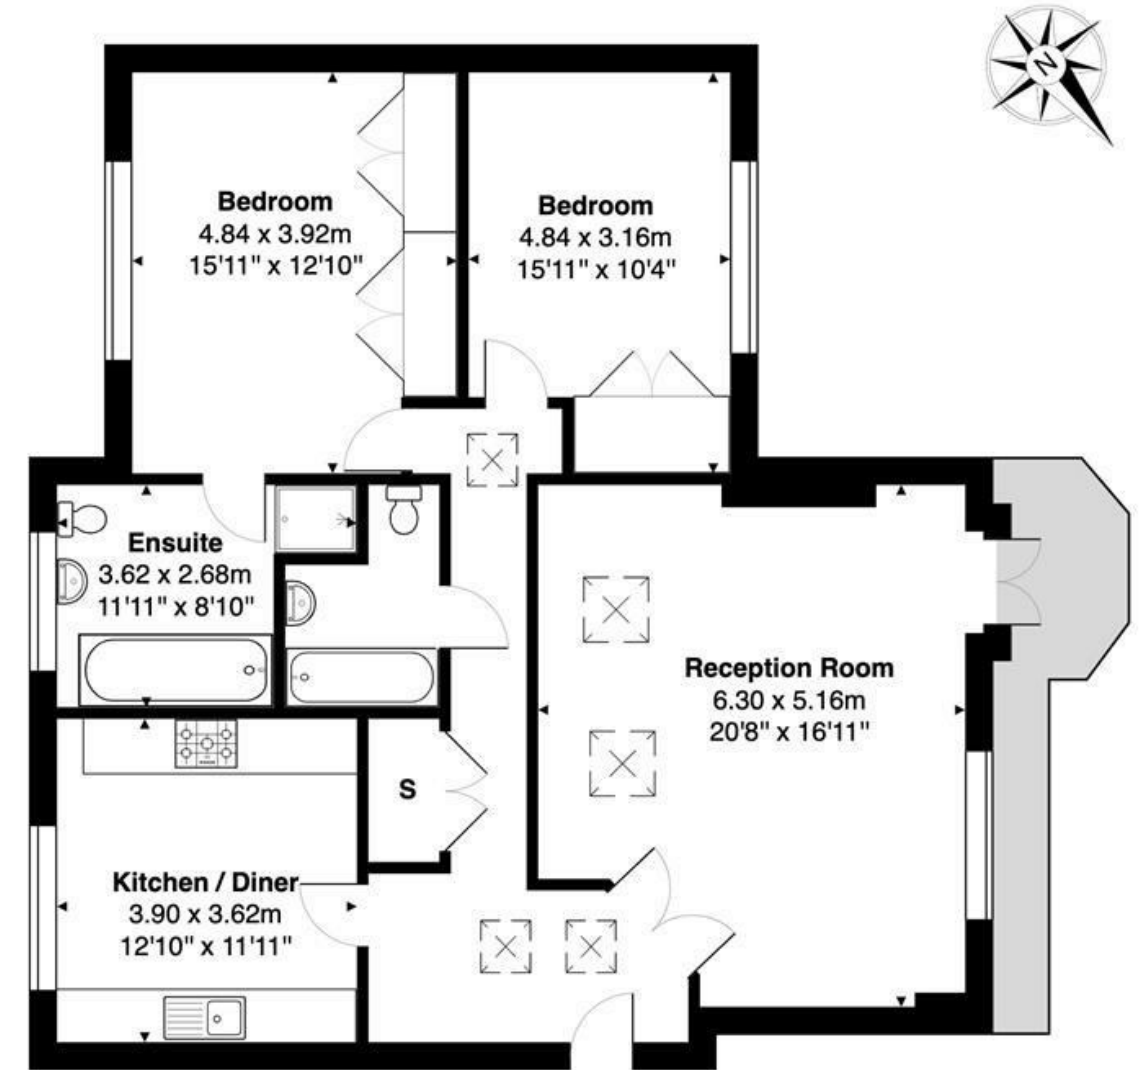 N
Bedroom
4.84 x 3.92m
15'11" x 12'10"
Bedroom
4.84 x 3.16m
15'11" x 10'4"
Ensuite
3.62 x 2.68m
11'11" x 8'10"
Reception Room
6.30 x 5.16m
20'8" x 16'11"
S
Kitchen / Diner
3.90 x 3.62m
12'10" x 11'11"